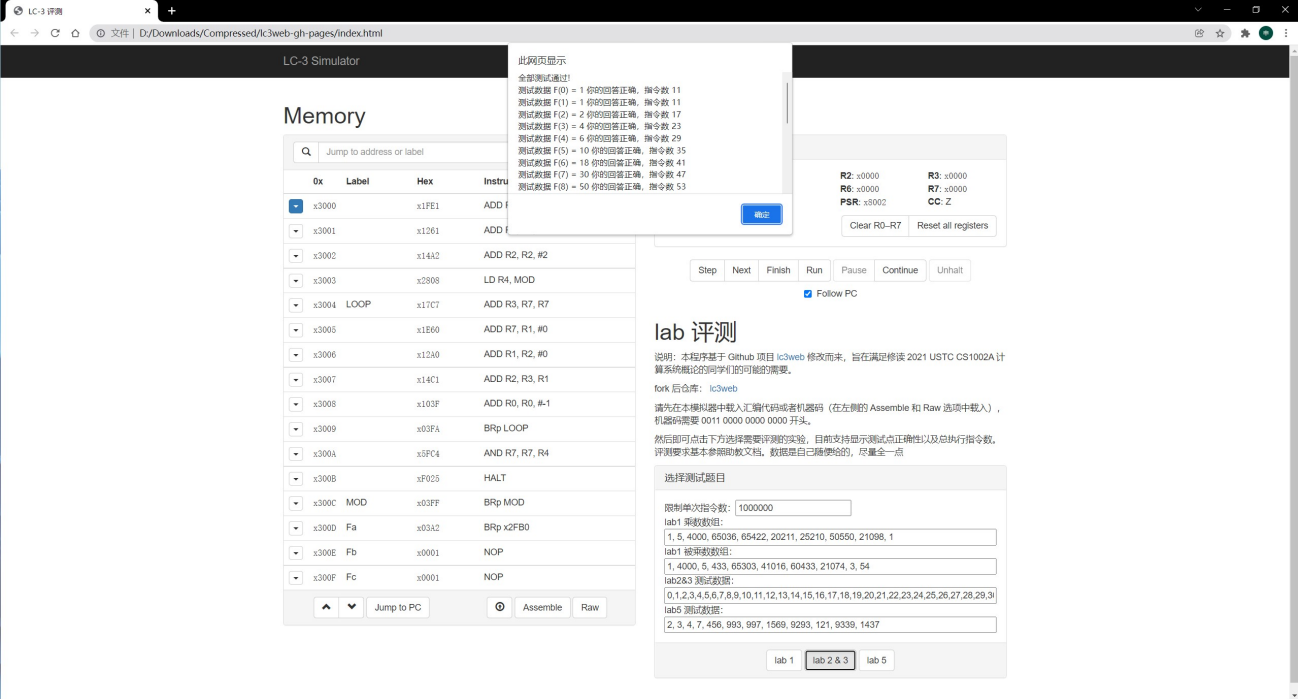 LC-3 评测
文件 | D:/Downloads/Compressed/lc3web-gh-pages/index.html
LC-3 Simulator
此网页显示
全部测试通过!
测试数据 F(0) = 1 你的回答正确，指令数 11
测试数据 F(1) = 1 你的回答正确，指令数 11
测试数据 F(2) = 2 你的回答正确，指令数 17
测试数据 F(3) = 4 你的回答正确，指令数 23
测试数据 F(4) = 6 你的回答正确，指令数 29
测试数据 F(5) = 10 你的回答正确，指令数 35
测试数据 F(6) = 18 你的回答正确，指令数 41
测试数据 F(7) = 30 你的回答正确，指令数 47
测试数据 F(8) = 50 你的回答正确，指令数 53
确定
Memory
Jump to address or label
0x Label Hex Instru
x3000 x1FE1 ADD F
x3001 x1261 ADD F
x3002 x14A2 ADD R2, R2, #2
x3003 x2808 LD R4, MOD
x3004 LOOP x17C7 ADD R3, R7, R7
x3005 x1E60 ADD R7, R1, #0
x3006 x12A0 ADD R1, R2, #0
x3007 x14C1 ADD R2, R3, R1
x3008 x103F ADD R0, R0, #-1
x3009 x03FA BRp LOOP
x300A x5FC4 AND R7, R7, R4
x300B xF025 HALT
x300C MOD x03FF BRp MOD
x300D Fa x03A2 BRp x2FB0
x300E Fb x0001 NOP
x300F Fc x0001 NOP
Jump to PC Assemble Raw
R2: x0000 R3: x0000
R6: x0000 R7: x0000
PSR: x8002 CC: Z
Clear R0–R7 Reset all registers
Step Next Finish Run Pause Continue Unhalt
Follow PC
lab 评测
说明：本程序基于 Github 项目 lc3web 修改而来，旨在满足修读 2021 USTC CS1002A 计
算系统概论的同学们的可能的需要。
fork 后仓库： lc3web
请先在本模拟器中载入汇编代码或者机器码（在左侧的 Assemble 和 Raw 选项中载入），
机器码需要 0011 0000 0000 0000 开头。
然后即可点击下方选择需要评测的实验，目前支持显示测试点正确性以及总执行指令数。
评测要求基本参照助教文档。数据是自己随便给的，尽量全一点
选择测试题目
限制单次指令数： 1000000
lab1 乘数数组：
1, 5, 4000, 65036, 65422, 20211, 25210, 50550, 21098, 1
lab1 被乘数数组：
1, 4000, 5, 433, 65303, 41016, 60433, 21074, 3, 54
lab2&3 测试数据：
0,1,2,3,4,5,6,7,8,9,10,11,12,13,14,15,16,17,18,19,20,21,22,23,24,25,26,27,28,29,30
lab5 测试数据：
2, 3, 4, 7, 456, 993, 997, 1569, 9293, 121, 9339, 1437
lab 1 lab 2 & 3 lab 5